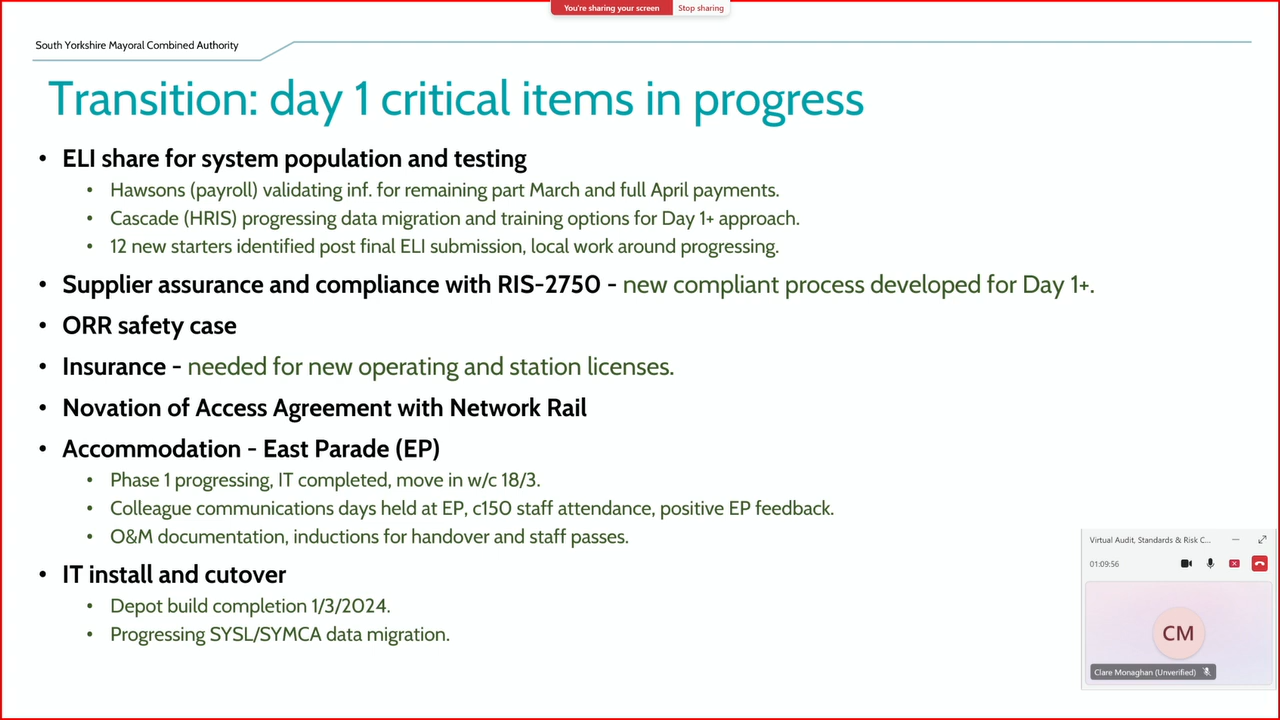 You're sharing your screen Stop sharing
South Yorkshire Mayoral Combined Authority
Transition: day 1 critical items in progress
• ELI share for system population and testing
• Hawsons (payroll) validating inf. for remaining part March and full April payments.
• Cascade (HRIS) progressing data migration and training options for Day 1+ approach.
• 12 new starters identified post final ELI submission, local work around progressing.
• Supplier assurance and compliance with RIS-2750 - new compliant process developed for Day 1+.
• ORR safety case
• Insurance - needed for new operating and station licenses.
• Novation of Access Agreement with Network Rail
• Accommodation - East Parade (EP)
• Phase 1 progressing, IT completed, move in w/c 18/3.
• Colleague communications days held at EP, c150 staff attendance, positive EP feedback.
• O&M documentation, inductions for handover and staff passes.
• IT install and cutover
• Depot build completion 1/3/2024.
• Progressing SYSL/SYMCA data migration.
Virtual Audit, Standards & Risk C...
01:09:56
CM
Clare Monaghan (Unverified)